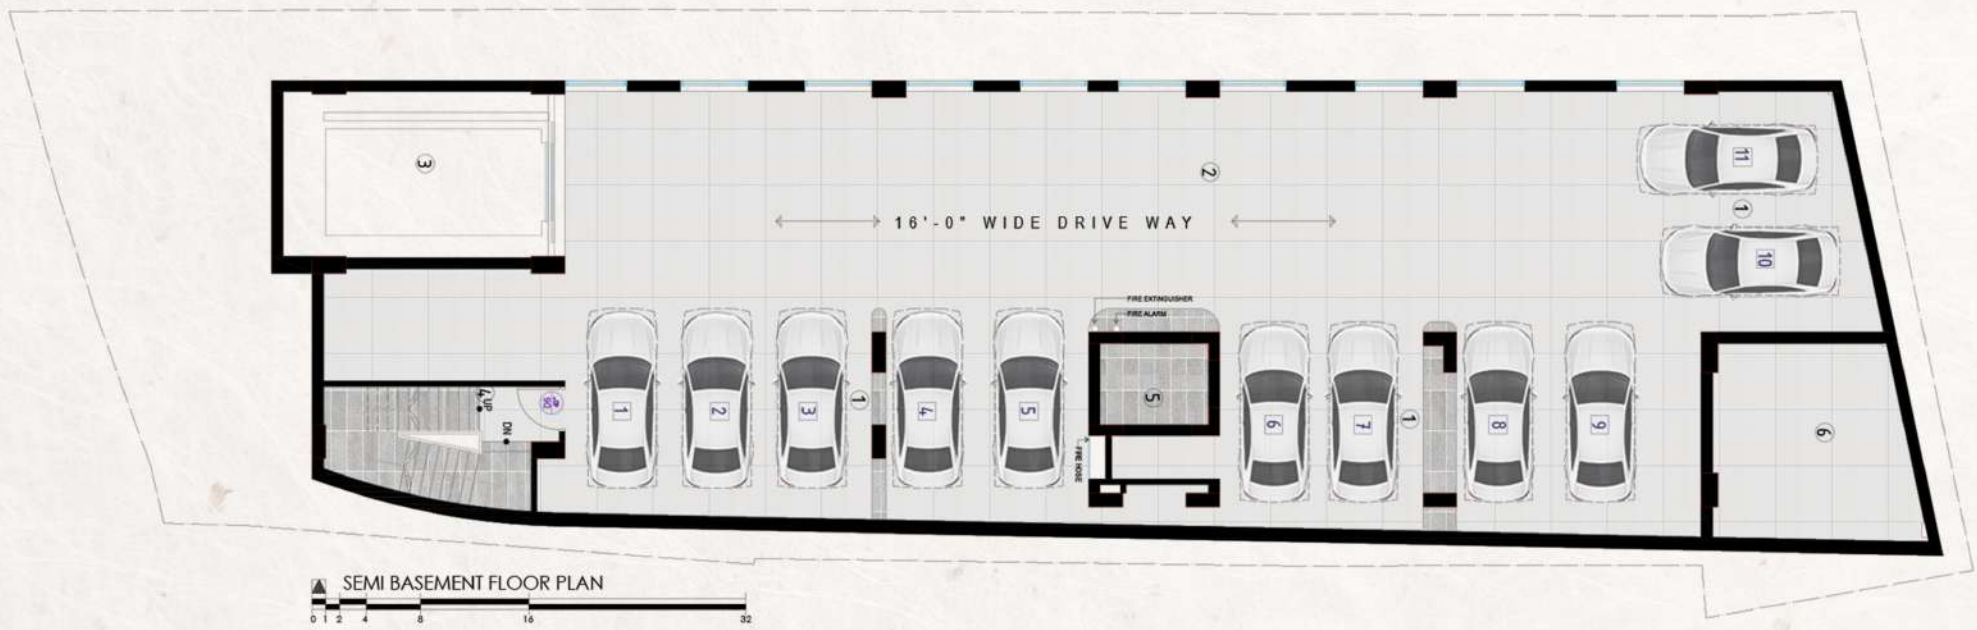 3
2
11
16'-0" WIDE DRIVE WAY
1
10
FIRE EXTINGUISHER
FIRE ALARM
4 UP
DN
1
2
3
1
4
5
5
6
7
1
8
9
6
FIRE HOSE
SEMI BASEMENT FLOOR PLAN
0 1 2 4 8 16 32